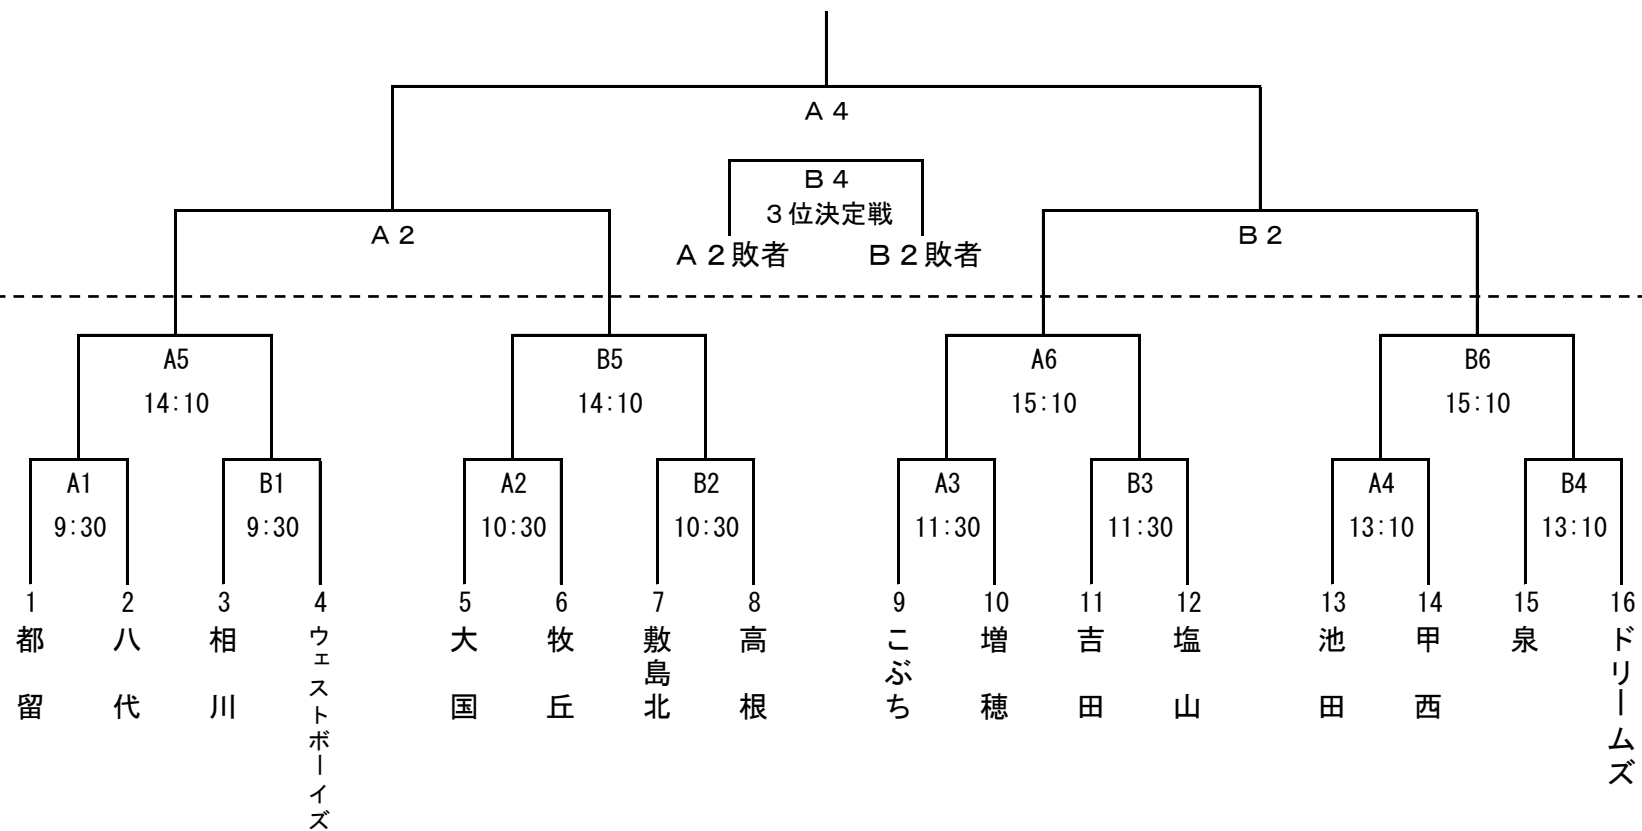 Ａ４
Ｂ４
３位決定戦
Ａ２敗者
Ｂ２敗者
Ａ２
Ｂ２
A5
14:10
B5
14:10
A6
15:10
B6
15:10
A1
9:30
B1
9:30
A2
10:30
B2
10:30
A3
11:30
B3
11:30
A4
13:10
B4
13:10
1
都留
2
八代
3
相川
4
ウェストボーイズ
5
大国
6
牧丘
7
敷島北
8
高根
9
こぶち
10
増穂
11
吉田
12
塩山
13
池田
14
甲西
15
泉
16
ドリームズ